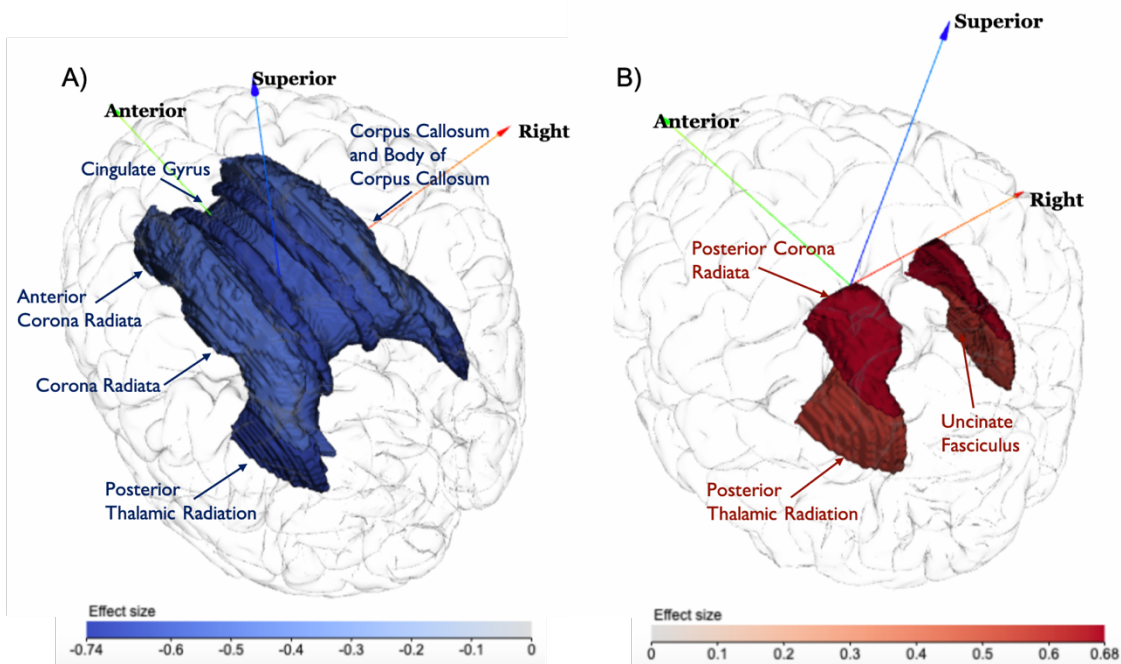 A)
Superior
Anterior
Right
Corpus Callosum
and Body of
Corpus Callosum
Cingulate Gyrus
Anterior
Corona Radiata
Corona Radiata
Posterior
Thalamic Radiation
Effect size
-0.74 -0.6 -0.5 -0.4 -0.3 -0.2 -0.1 0
B)
Superior
Anterior
Right
Posterior Corona
Radiata
Uncinate
Fasciculus
Posterior
Thalamic Radiation
Effect size
0 0.1 0.2 0.3 0.4 0.5 0.6 0.68